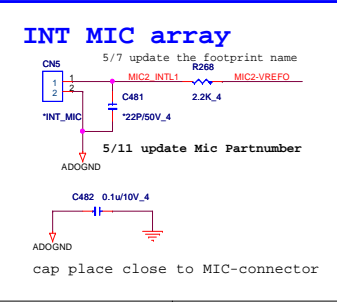 INT MIC array
5/7 update the footprint name
CN5
R268
1
1
MIC2_INTL1
MIC2-VREFO
2
2
C481
2.2K_4
*INT_MIC
*22P/50V_4
5/11 update Mic Partnumber
ADOGND
C482 0.1u/10V_4
ADOGND
cap place close to MIC-connector